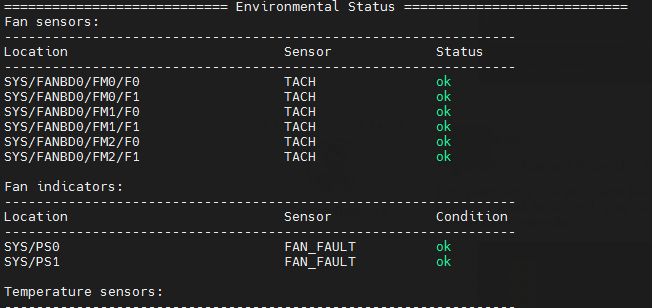 ============================ Environmental Status ============================
Fan sensors:
----------------------------------------------------------------
Location Sensor Status
----------------------------------------------------------------
SYS/FANBD0/FM0/F0 TACH ok
SYS/FANBD0/FM0/F1 TACH ok
SYS/FANBD0/FM1/F0 TACH ok
SYS/FANBD0/FM1/F1 TACH ok
SYS/FANBD0/FM2/F0 TACH ok
SYS/FANBD0/FM2/F1 TACH ok
Fan indicators:
----------------------------------------------------------------
Location Sensor Condition
----------------------------------------------------------------
SYS/PS0 FAN_FAULT ok
SYS/PS1 FAN_FAULT ok
Temperature sensors:
----------------------------------------------------------------